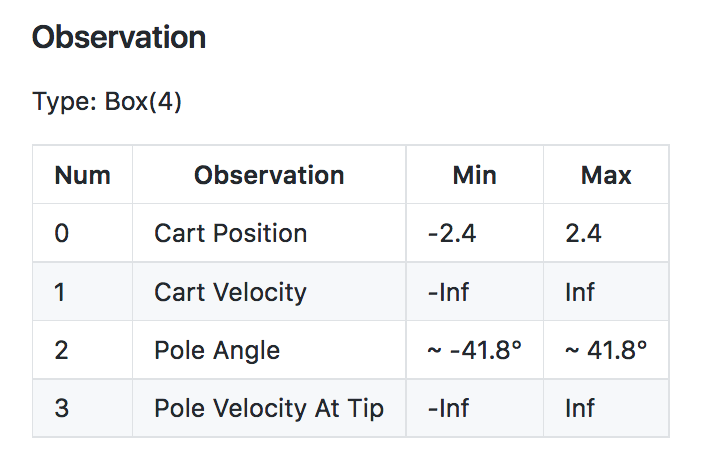 Observation
Type: Box(4)
Num Observation Min Max
0 Cart Position -2.4 2.4
1 Cart Velocity -Inf Inf
2 Pole Angle ~ -41.8° ~ 41.8°
3 Pole Velocity At Tip -Inf Inf